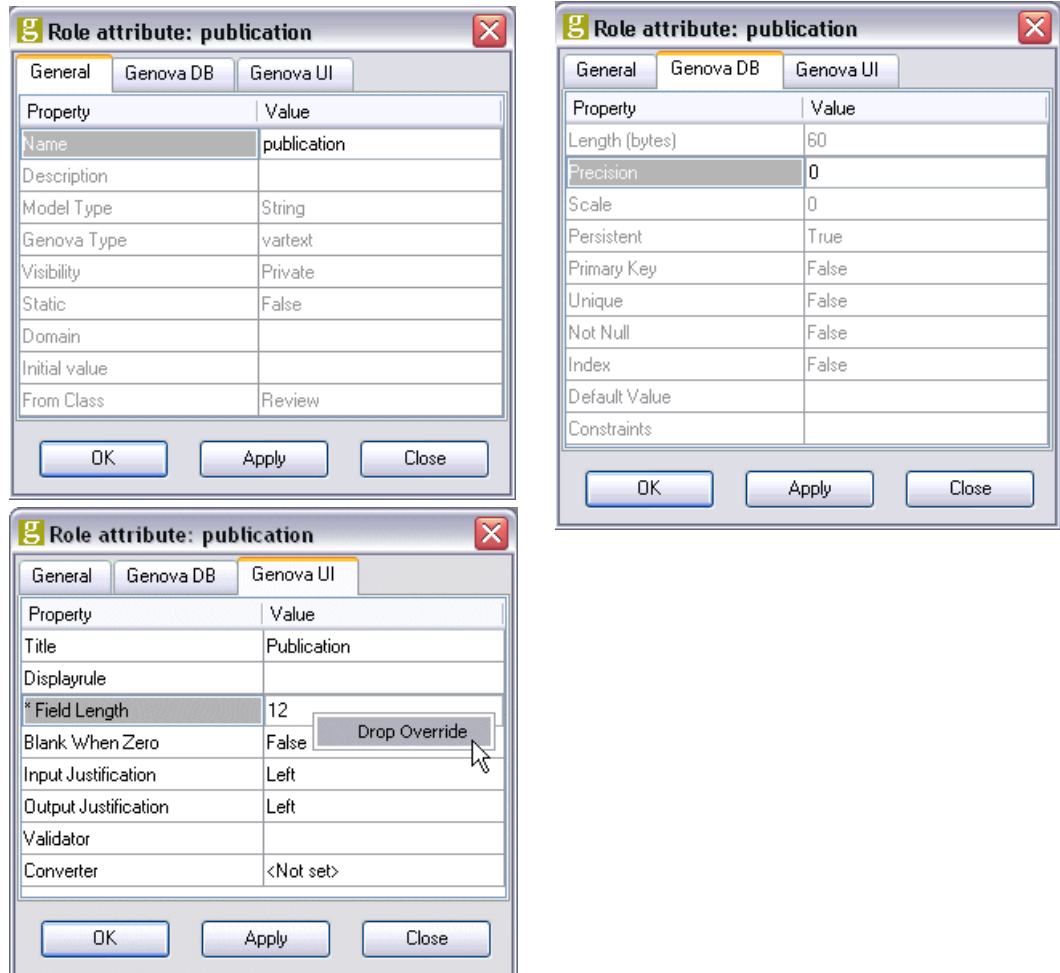 g Role attribute: publication
General Genova DB Genova UI
Property Value
Name publication
Description
Model Type String
Genova Type vartext
Visibility Private
Static False
Domain
Initial value
From Class Review
OK Apply Close
g Role attribute: publication
General Genova DB Genova UI
Property Value
Length (bytes) 60
Precision 0
Scale 0
Persistent True
Primary Key False
Unique False
Not Null False
Index False
Default Value
Constraints
OK Apply Close
g Role attribute: publication
General Genova DB Genova UI
Property Value
Title Publication
Displayrule
* Field Length 12
Drop Override
Blank When Zero False
Input Justification Left
Output Justification Left
Validator
Converter <Not set>
OK Apply Close